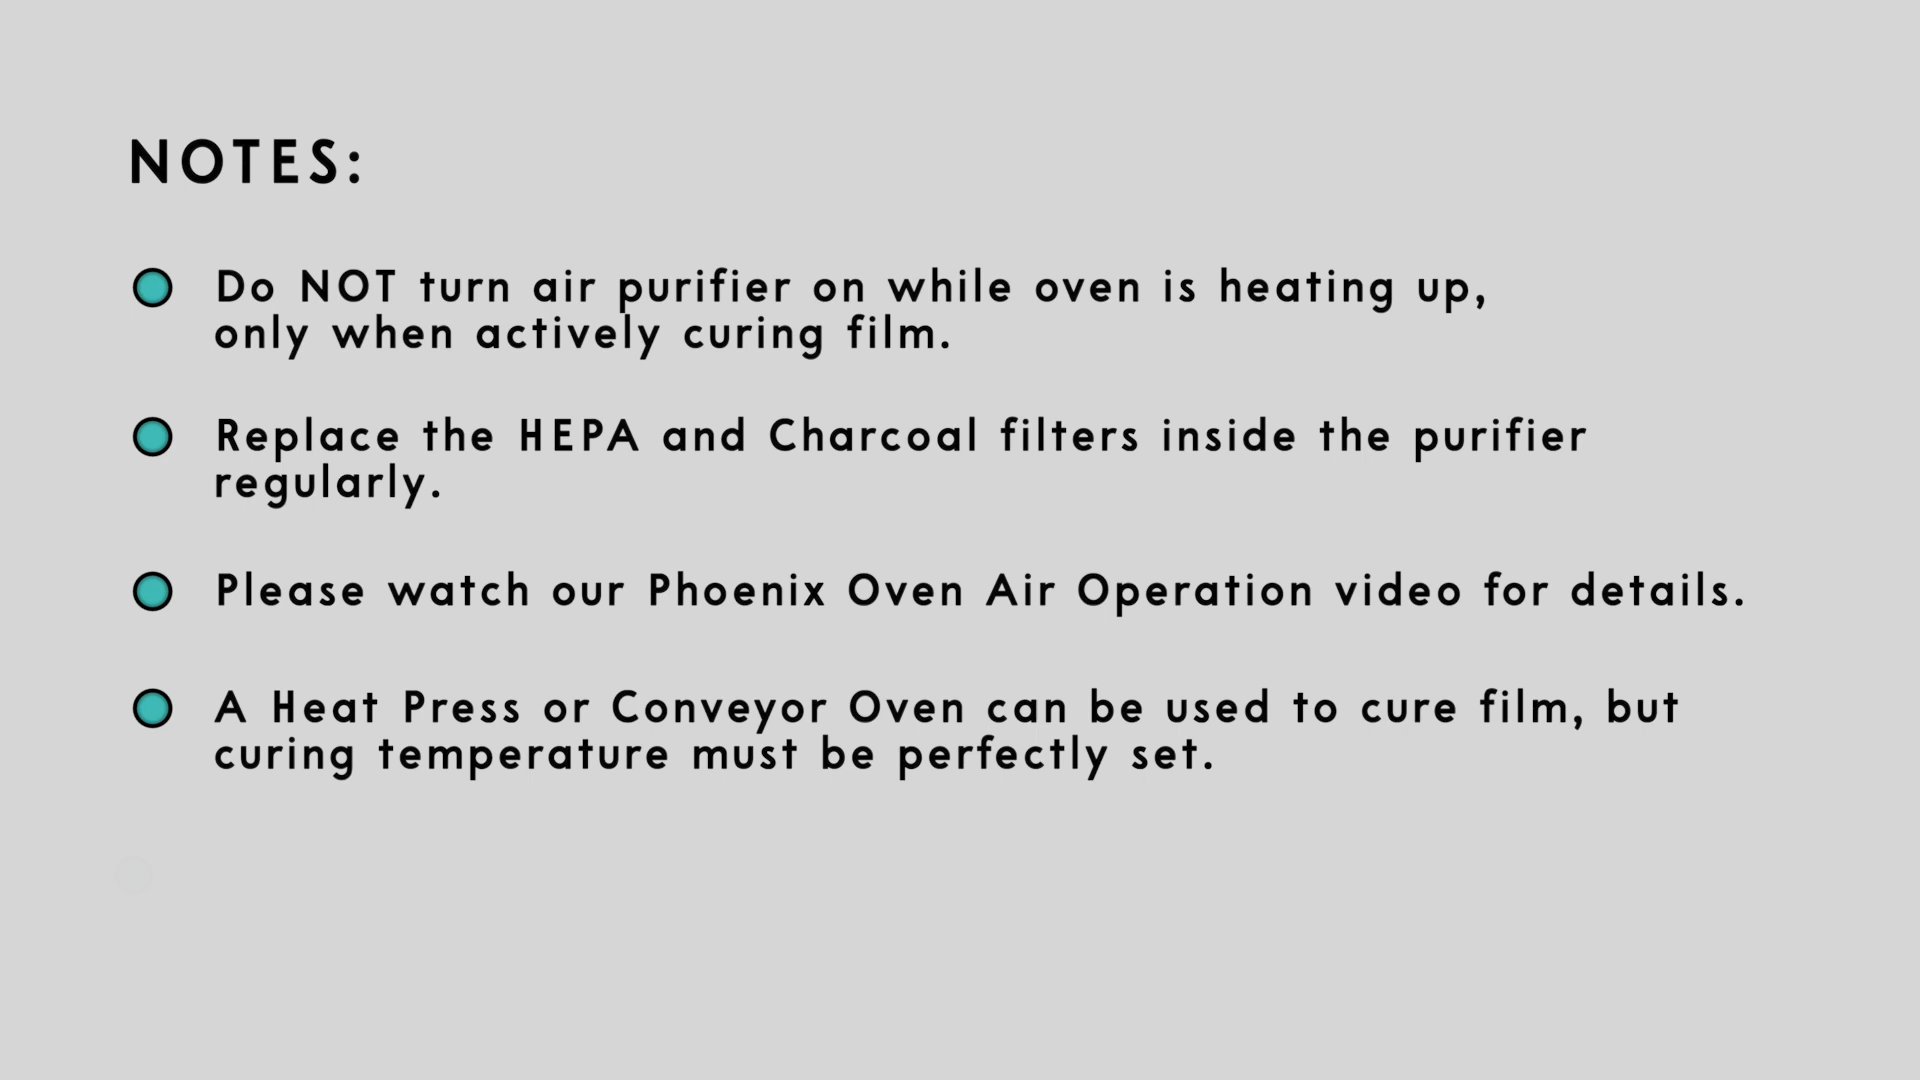 NOTES:
Do NOT turn air purifier on while oven is heating up,
only when actively curing film.
Replace the HEPA and Charcoal filters inside the purifier
regularly.
Please watch our Phoenix Oven Air Operation video for details.
A Heat Press or Conveyor Oven can be used to cure film, but
curing temperature must be perfectly set.